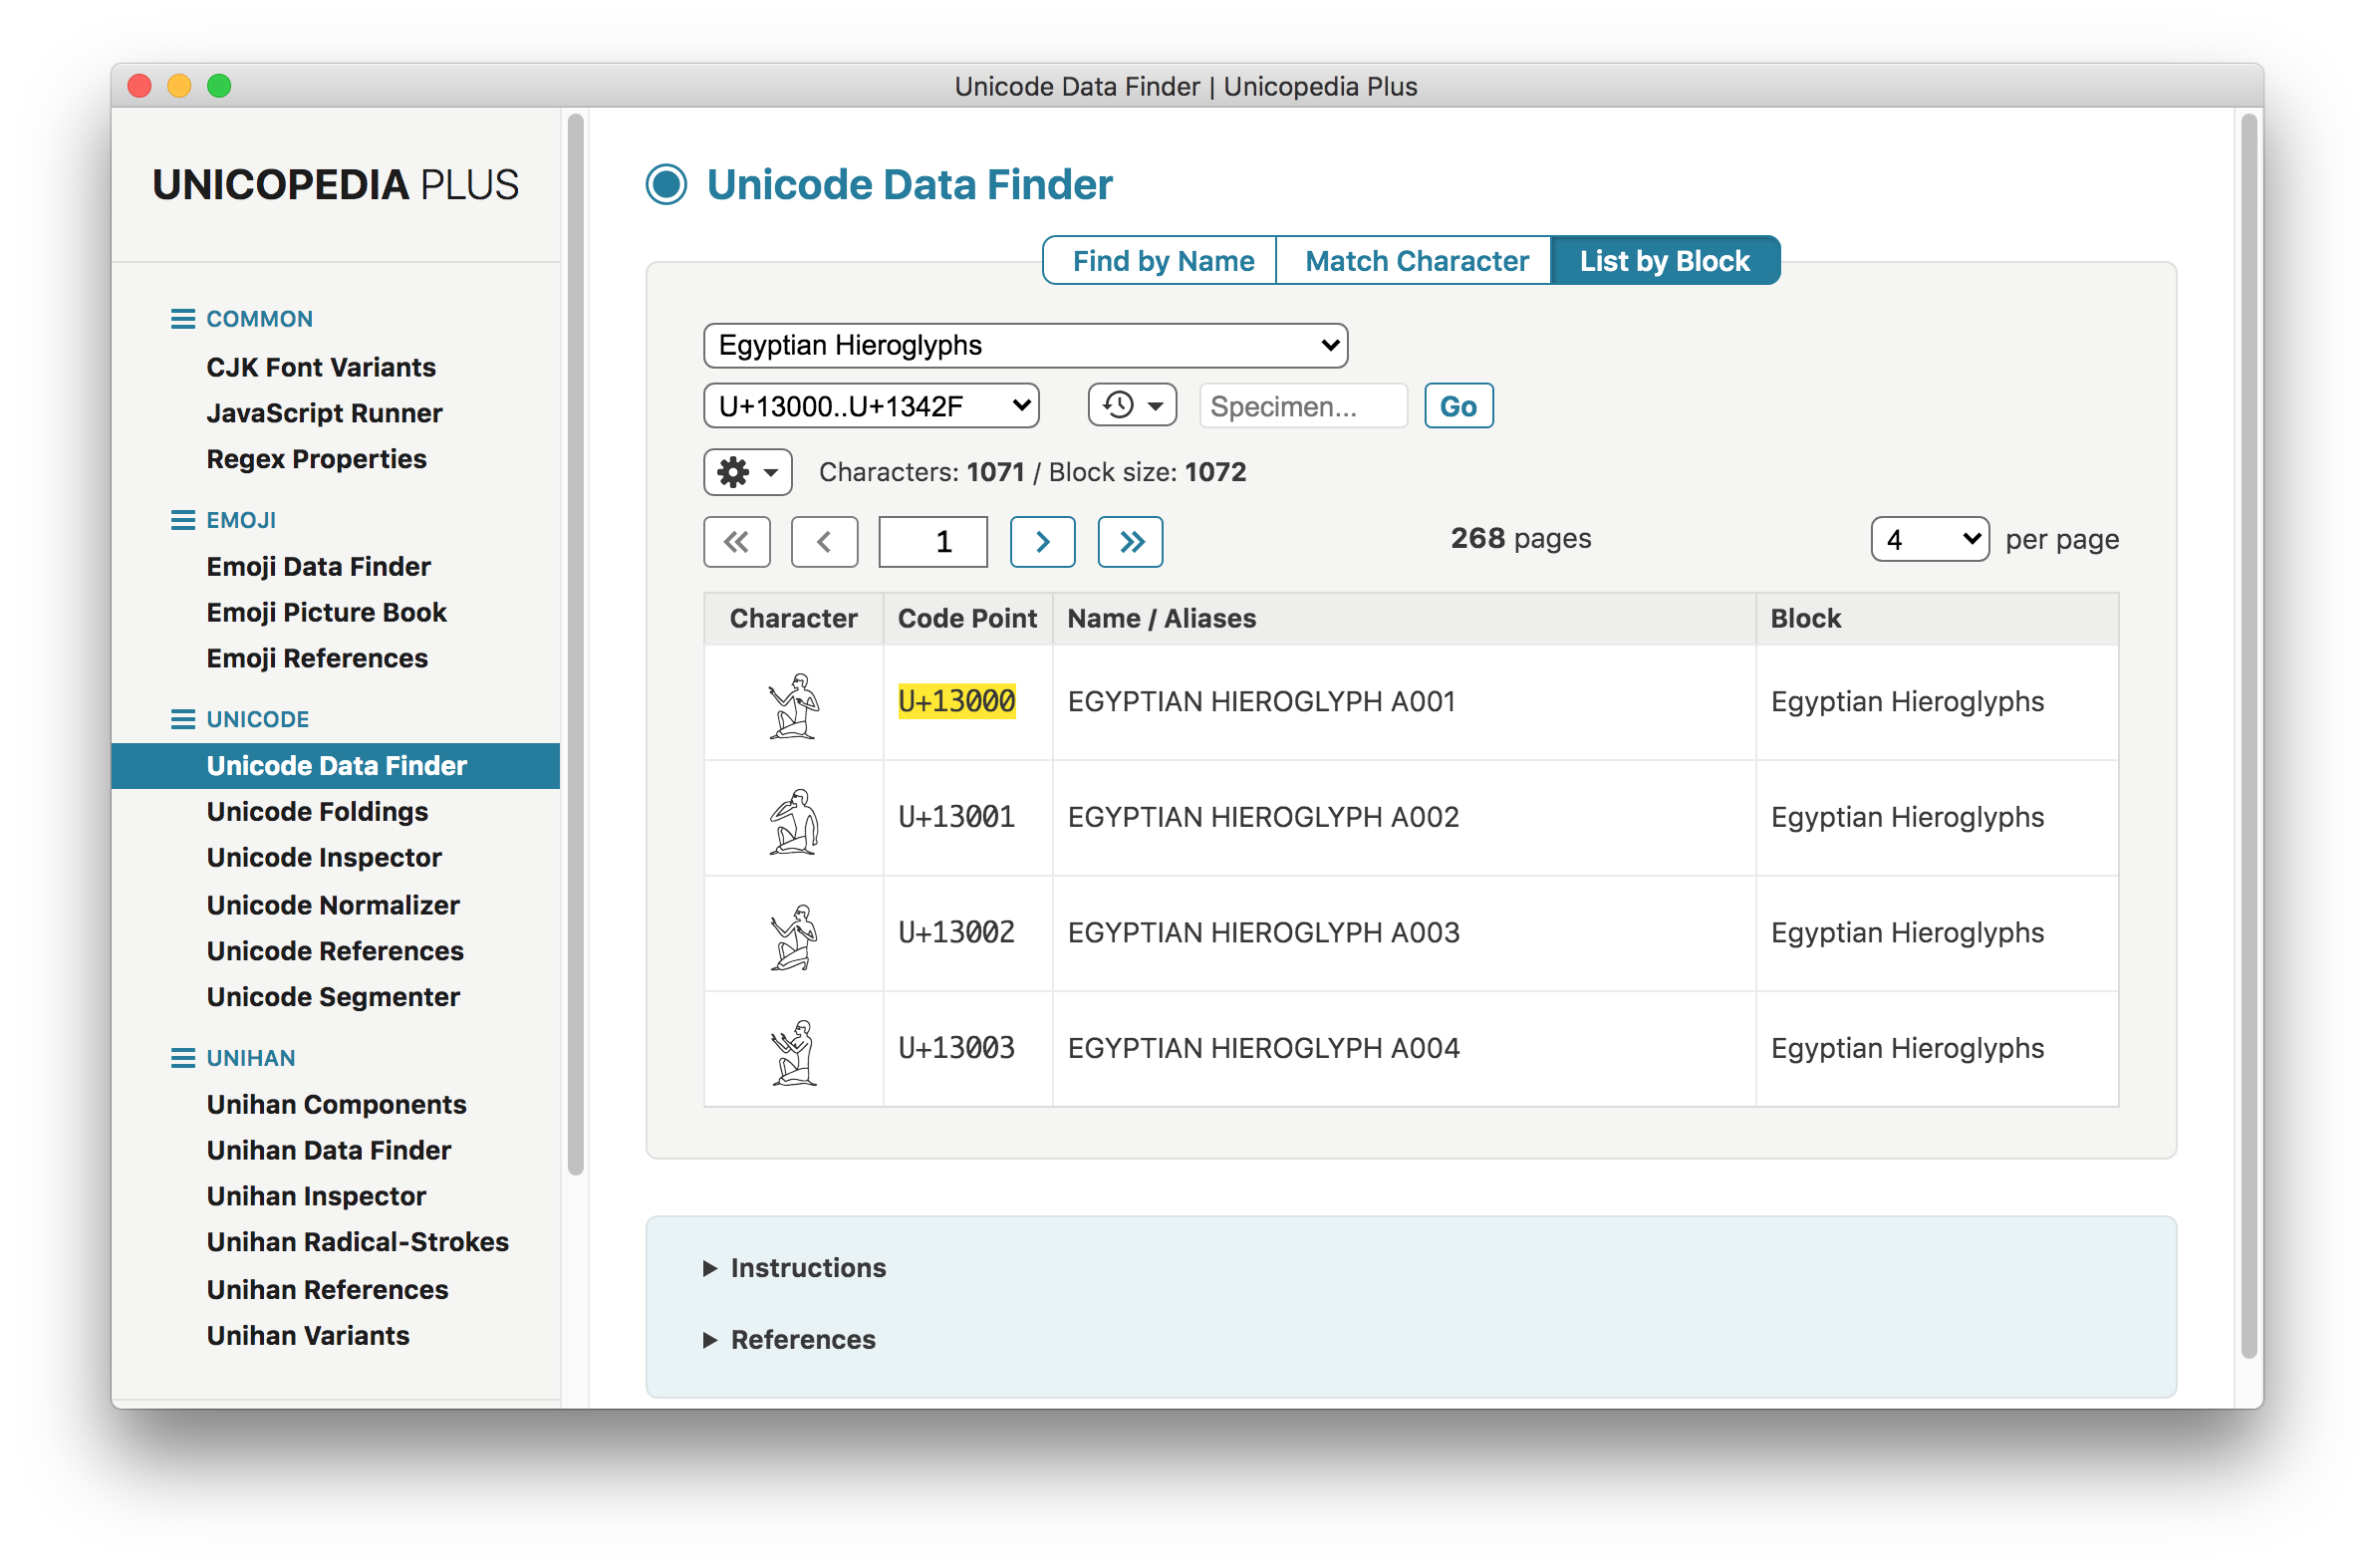 Unicode Data Finder | Unicopedia Plus
UNICOPEDIA PLUS
COMMON
CJK Font Variants
JavaScript Runner
Regex Properties
EMOJI
Emoji Data Finder
Emoji Picture Book
Emoji References
UNICODE
Unicode Data Finder
Unicode Foldings
Unicode Inspector
Unicode Normalizer
Unicode References
Unicode Segmenter
UNIHAN
Unihan Components
Unihan Data Finder
Unihan Inspector
Unihan Radical-Strokes
Unihan References
Unihan Variants
Unicode Data Finder
Find by Name Match Character List by Block
Egyptian Hieroglyphs
U+13000..U+1342F Specimen... Go
Characters: 1071 / Block size: 1072
« ‹ 1 › » 268 pages 4 per page
Character Code Point Name / Aliases Block
𓀀 U+13000 EGYPTIAN HIEROGLYPH A001 Egyptian Hieroglyphs
𓀁 U+13001 EGYPTIAN HIEROGLYPH A002 Egyptian Hieroglyphs
𓀂 U+13002 EGYPTIAN HIEROGLYPH A003 Egyptian Hieroglyphs
𓀃 U+13003 EGYPTIAN HIEROGLYPH A004 Egyptian Hieroglyphs
Instructions
References